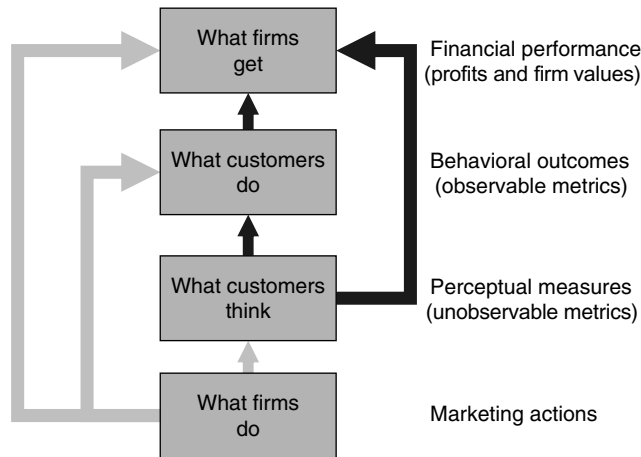 What firms
get
Financial performance
(profits and firm values)
What customers
do
Behavioral outcomes
(observable metrics)
What customers
think
Perceptual measures
(unobservable metrics)
What firms
do
Marketing actions